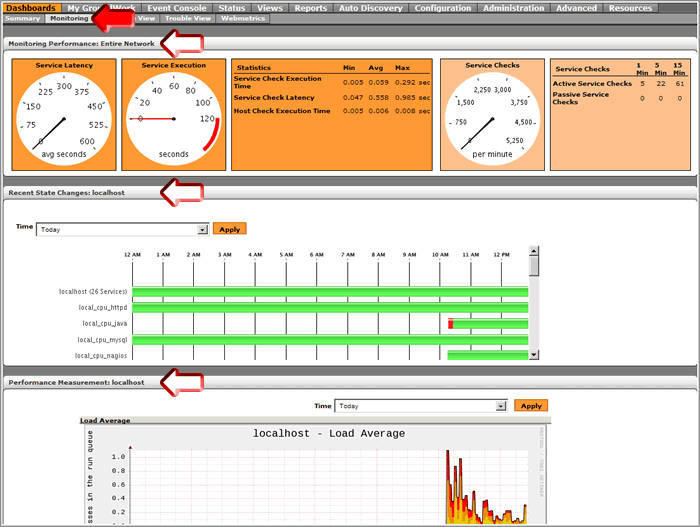 Dashboards My GroundWork Event Console Status Views Reports Auto Discovery Configuration Administration Advanced Resources
Summary Monitoring View Trouble View Webmetrics
Monitoring Performance: Entire Network
Service Latency
0 75 150 225 300 375 450 525 600
avg seconds
Service Execution
0 20 40 60 80 100 120
seconds
Statistics Min Avg Max
Service Check Execution Time 0.005 0.059 0.292 sec
Service Check Latency 0.047 0.558 0.985 sec
Host Check Execution Time 0.005 0.006 0.008 sec
Service Checks
0 750 1,500 2,250 3,000 3,750 4,500 5,250
per minute
Service Checks 1 Min 5 Min 15 Min
Active Service Checks 5 22 61
Passive Service Checks 0 0 0
Recent State Changes: localhost
Time Today Apply
12 AM 1 AM 2 AM 3 AM 4 AM 5 AM 6 AM 7 AM 8 AM 9 AM 10 AM 11 AM 12 PM
localhost (26 Services)
local_cpu_httpd
local_cpu_java
local_cpu_mysql
local_cpu_nagios
Performance Measurement: localhost
Time Today Apply
Load Average
localhost - Load Average
sses in the run queue
1.0
0.8
0.6
0.4
0.2
RRDTOOL / TOBI OETIKER